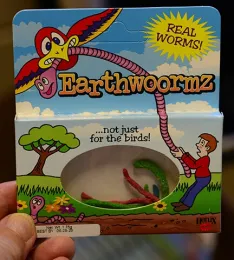 REAL
WORMS!
Earthwoormz
...not just
for the birds!